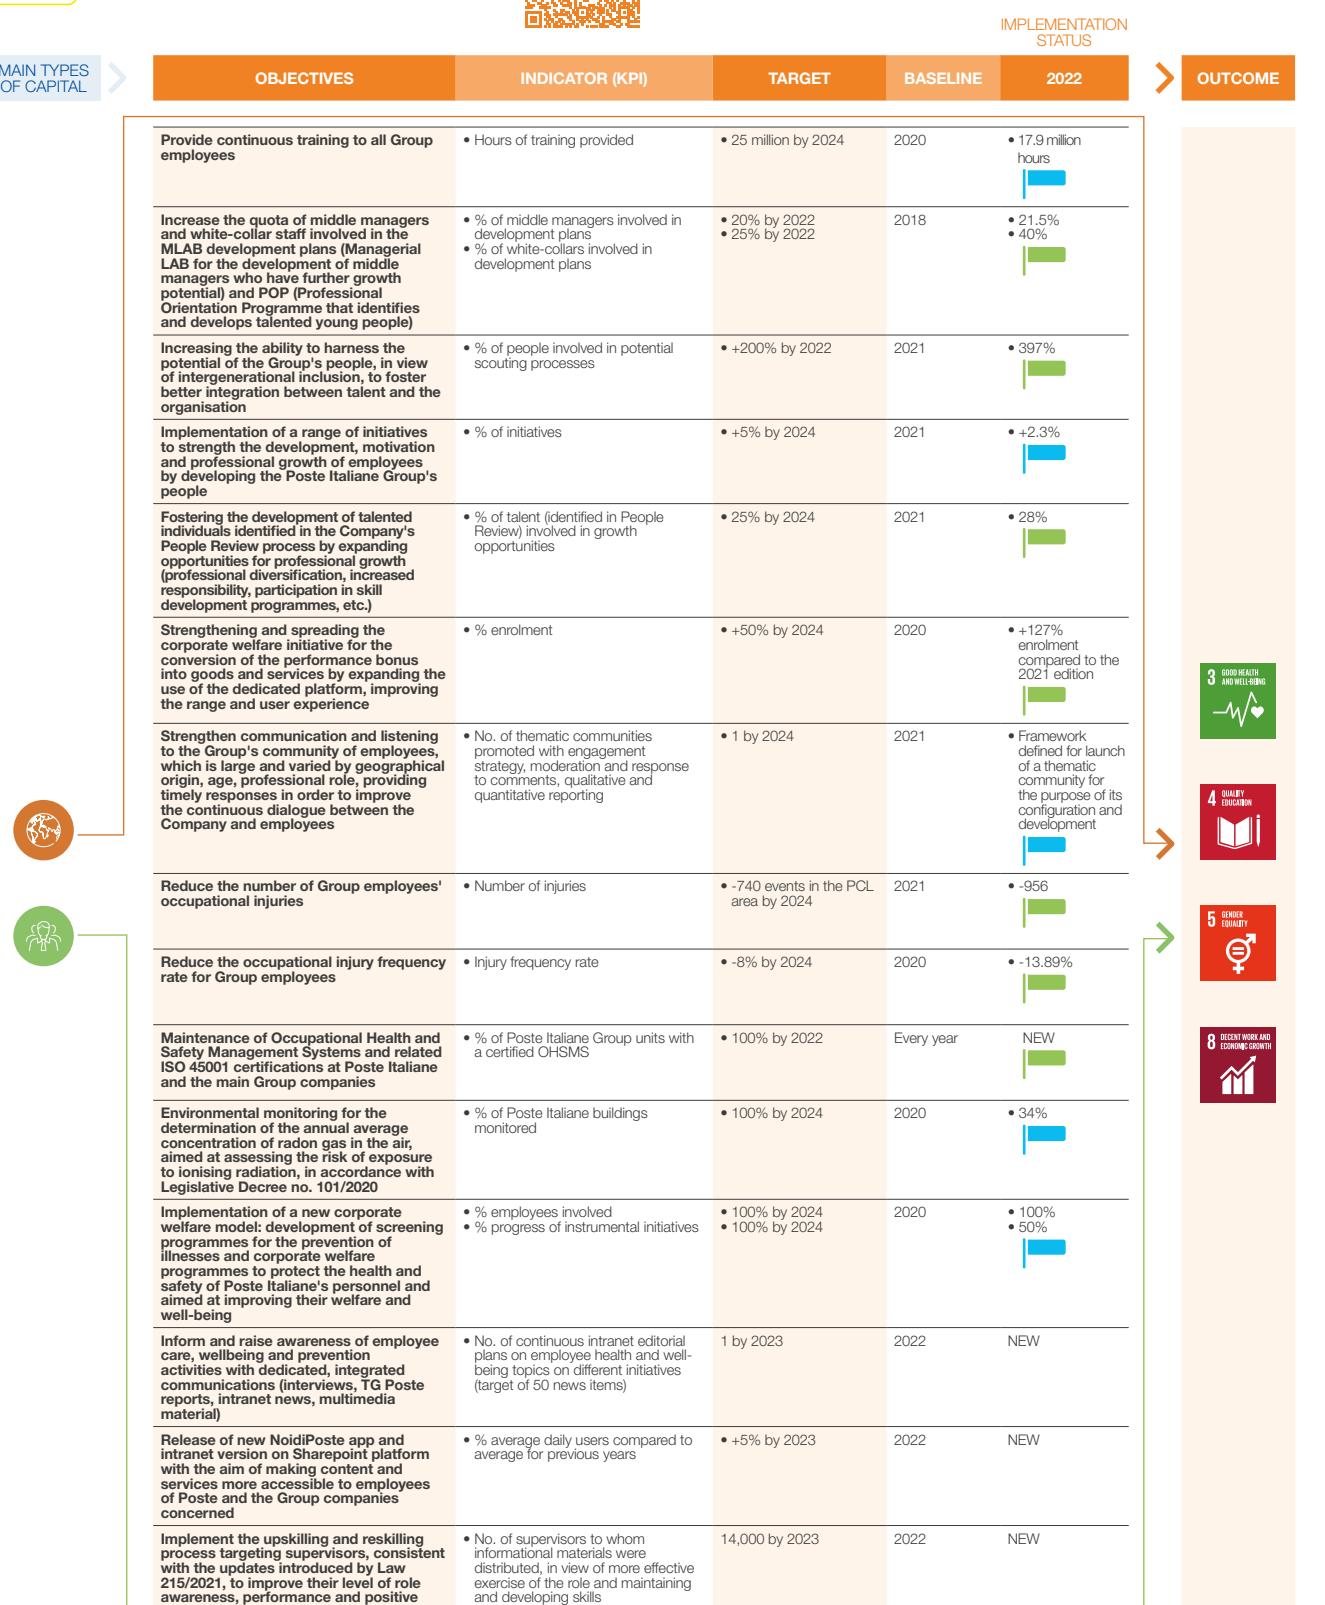 IMPLEMENTATION
STATUS
MAIN TYPES
OF CAPITAL
OBJECTIVES
INDICATOR (KPI)
TARGET
BASELINE
2022
OUTCOME
Provide continuous training to all Group
employees
• Hours of training provided
• 25 million by 2024
2020
• 17.9 million
hours
Increase the quota of middle managers
and white-collar staff involved in the
MLAB development plans (Managerial
LAB for the development of middle
managers who have further growth
potential) and POP (Professional
Orientation Programme that identifies
and develops talented young people)
• % of middle managers involved in
development plans
• % of white-collars involved in
development plans
• 20% by 2022
• 25% by 2022
2018
• 21.5%
• 40%
Increasing the ability to harness the
potential of the Group's people, in view
of intergenerational inclusion, to foster
better integration between talent and the
organisation
• % of people involved in potential
scouting processes
• +200% by 2022
2021
• 397%
Implementation of a range of initiatives
to strength the development, motivation
and professional growth of employees
by developing the Poste Italiane Group's
people
• % of initiatives
• +5% by 2024
2021
• +2.3%
Fostering the development of talented
individuals identified in the Company's
People Review process by expanding
opportunities for professional growth
(professional diversification, increased
responsibility, participation in skill
development programmes, etc.)
• % of talent (identified in People
Review) involved in growth
opportunities
• 25% by 2024
2021
• 28%
Strengthening and spreading the
corporate welfare initiative for the
conversion of the performance bonus
into goods and services by expanding the
use of the dedicated platform, improving
the range and user experience
• % enrolment
• +50% by 2024
2020
• +127%
enrolment
compared to the
2021 edition
Strengthen communication and listening
to the Group's community of employees,
which is large and varied by geographical
origin, age, professional role, providing
timely responses in order to improve
the continuous dialogue between the
Company and employees
• No. of thematic communities
promoted with engagement
strategy, moderation and response
to comments, qualitative and
quantitative reporting
• 1 by 2024
2021
• Framework
defined for launch
of a thematic
community for
the purpose of its
configuration and
development
Reduce the number of Group employees'
occupational injuries
• Number of injuries
• -740 events in the PCL
area by 2024
2021
• -956
Reduce the occupational injury frequency
rate for Group employees
• Injury frequency rate
• -8% by 2024
2020
• -13.89%
Maintenance of Occupational Health and
Safety Management Systems and related
ISO 45001 certifications at Poste Italiane
and the main Group companies
• % of Poste Italiane Group units with
a certified OHSMS
• 100% by 2022
Every year
NEW
Environmental monitoring for the
determination of the annual average
concentration of radon gas in the air,
aimed at assessing the risk of exposure
to ionising radiation, in accordance with
Legislative Decree no. 101/2020
• % of Poste Italiane buildings
monitored
• 100% by 2024
2020
• 34%
Implementation of a new corporate
welfare model: development of screening
programmes for the prevention of
illnesses and corporate welfare
programmes to protect the health and
safety of Poste Italiane's personnel and
aimed at improving their welfare and
well-being
• % employees involved
• % progress of instrumental initiatives
• 100% by 2024
• 100% by 2024
2020
• 100%
• 50%
Inform and raise awareness of employee
care, wellbeing and prevention
activities with dedicated, integrated
communications (interviews, TG Poste
reports, intranet news, multimedia
material)
• No. of continuous intranet editorial
plans on employee health and well-
being topics on different initiatives
(target of 50 news items)
1 by 2023
2022
NEW
Release of new NoidiPoste app and
intranet version on Sharepoint platform
with the aim of making content and
services more accessible to employees
of Poste and the Group companies
concerned
• % average daily users compared to
average for previous years
• +5% by 2023
2022
NEW
Implement the upskilling and reskilling
process targeting supervisors, consistent
with the updates introduced by Law
215/2021, to improve their level of role
awareness, performance and positive
• No. of supervisors to whom
informational materials were
distributed, in view of more effective
exercise of the role and maintaining
and developing skills
14,000 by 2023
2022
NEW
3 GOOD HEALTH
AND WELL-BEING
4 QUALITY
EDUCATION
5 GENDER
EQUALITY
8 DECENT WORK AND
ECONOMIC GROWTH